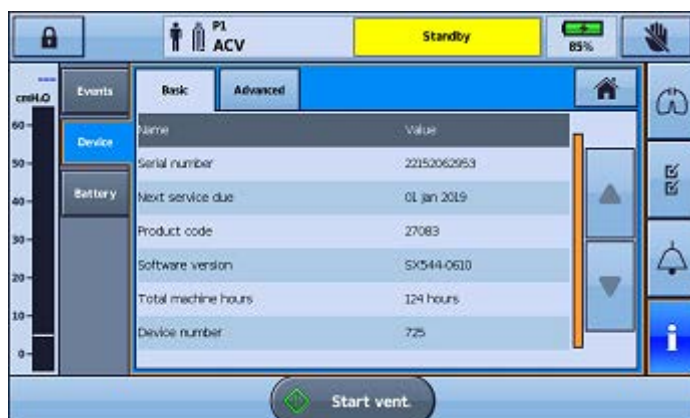 P1
ACV
Standby
85%
cmH₂O
Events
Device
Battery
Basic
Advanced
Name Value
Serial number 22152062953
Next service due 01 jan 2019
Product code 27083
Software version SX544-0610
Total machine hours 124 hours
Device number 725
60
50
40
30
20
10
0
i
Start vent.